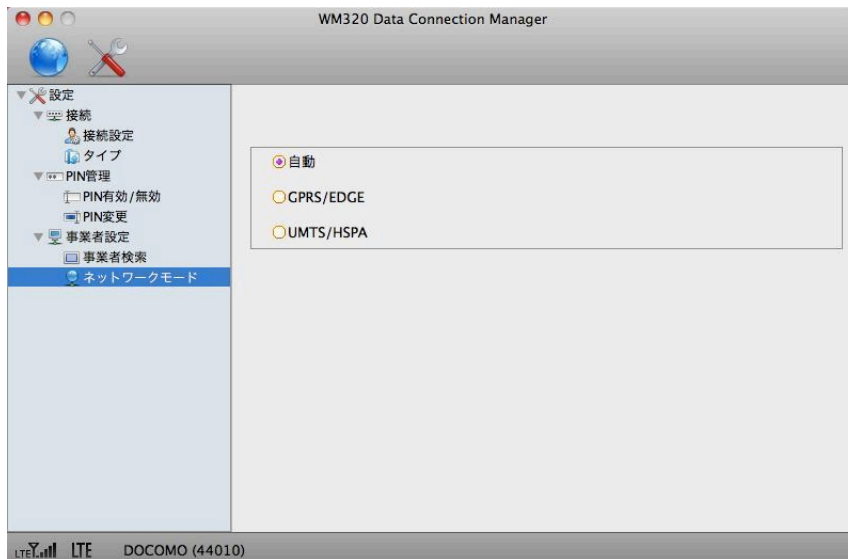 WM320 Data Connection Manager
設定
接続
接続設定
タイプ
PIN管理
PIN有効/無効
PIN変更
事業者設定
事業者検索
ネットワークモード
自動
GPRS/EDGE
UMTS/HSPA
LTE LTE DOCOMO (44010)